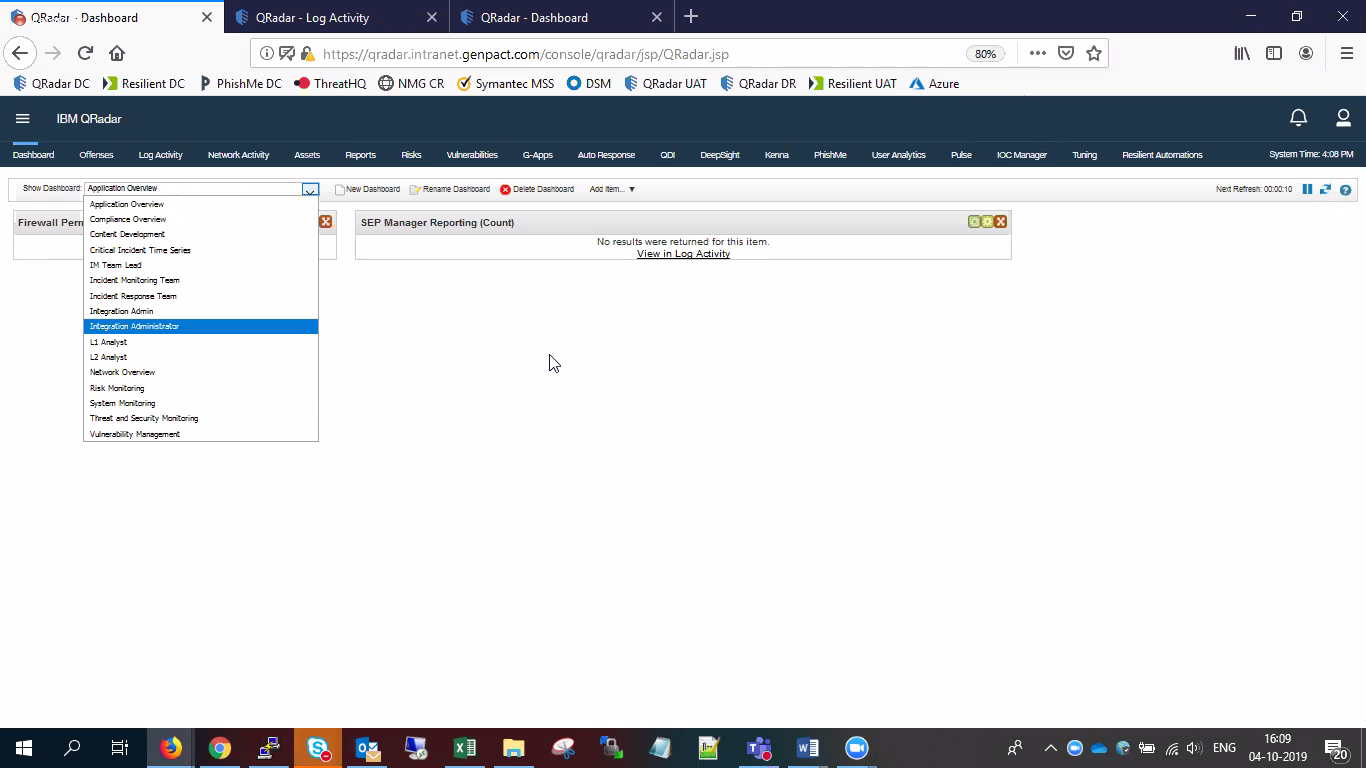 QRadar - Dashboard
QRadar - Log Activity
QRadar - Dashboard
https://qradar.intranet.genpact.com/console/qradar/jsp/QRadar.jsp
80%
QRadar DC
Resilient DC
PhishMe DC
ThreatHQ
NMG CR
Symantec MSS
DSM
QRadar UAT
QRadar DR
Resilient UAT
Azure
IBM QRadar
Dashboard
Offenses
Log Activity
Network Activity
Assets
Reports
Risks
Vulnerabilities
G-Apps
Auto Response
QDI
DeepSight
Kenna
PhishMe
User Analytics
Pulse
IOC Manager
Tuning
Resilient Automations
System Time: 4:08 PM
Show Dashboard: Application Overview
New Dashboard
Rename Dashboard
Delete Dashboard
Add Item...
Next Refresh: 00:00:10
Application Overview
Compliance Overview
Content Development
Critical Incident Time Series
IM Team Lead
Incident Monitoring Team
Incident Response Team
Integration Admin
Integration Administrator
L1 Analyst
L2 Analyst
Network Overview
Risk Monitoring
System Monitoring
Threat and Security Monitoring
Vulnerability Management
Firewall Perm
SEP Manager Reporting (Count)
No results were returned for this item.
View in Log Activity
ENG
16:09
04-10-2019
20